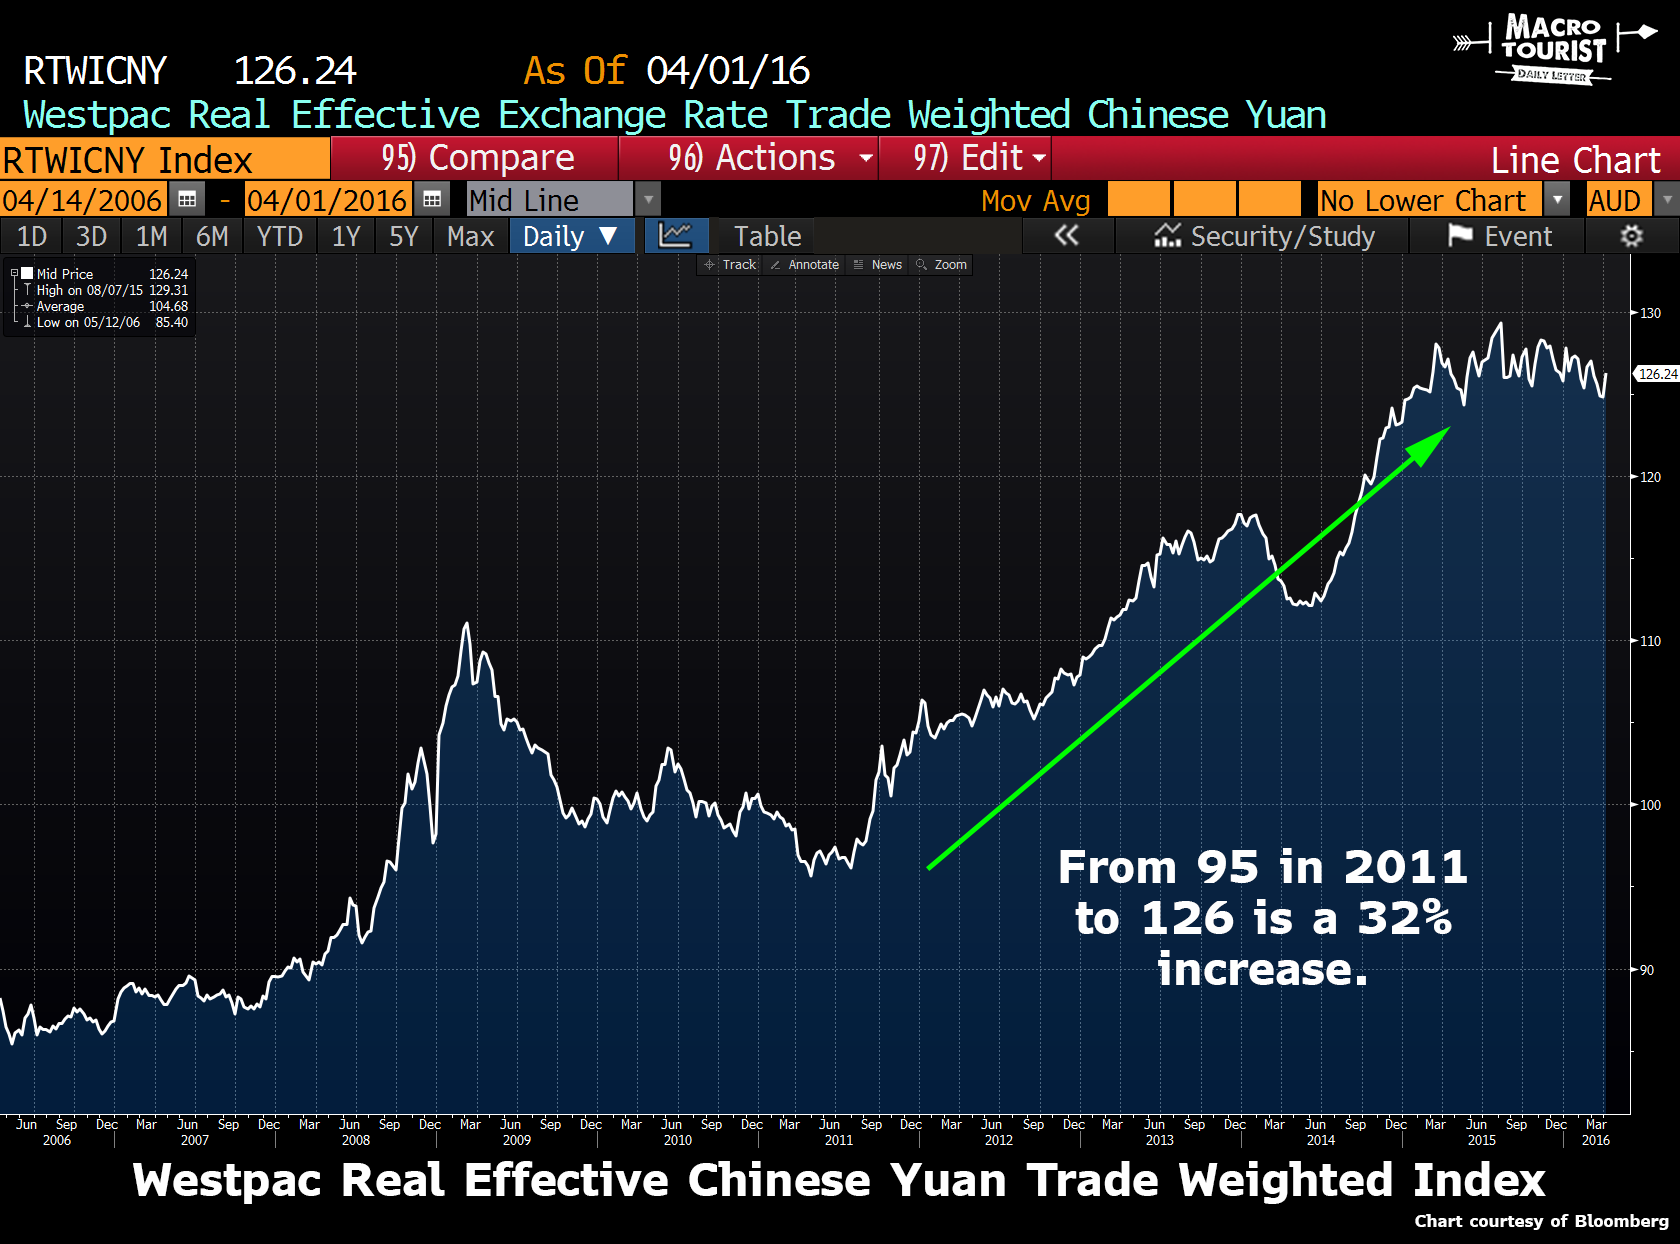 MACRO
TOURIST
DAILY LETTER
RTWICNY 126.24 As Of 04/01/16
Westpac Real Effective Exchange Rate Trade Weighted Chinese Yuan
RTWICNY Index 95) Compare 96) Actions 97) Edit Line Chart
04/14/2006 - 04/01/2016 Mid Line Mov Avg No Lower Chart AUD
1D 3D 1M 6M YTD 1Y 5Y Max Daily ▼ Table « Security/Study Event
Track Annotate News Zoom
Mid Price 126.24
High on 08/07/15 129.31
Average 104.68
Low on 05/12/06 85.40
130
126.24
120
110
100
90
From 95 in 2011
to 126 is a 32%
increase.
Jun Sep Dec Mar Jun Sep Dec Mar Jun Sep Dec Mar Jun Sep Dec Mar Jun Sep Dec Mar Jun Sep Dec Mar Jun Sep Dec Mar Jun Sep Dec Mar Jun Sep Dec Mar Jun Sep Dec Mar
2006 2007 2008 2009 2010 2011 2012 2013 2014 2015 2016
Westpac Real Effective Chinese Yuan Trade Weighted Index
Chart courtesy of Bloomberg